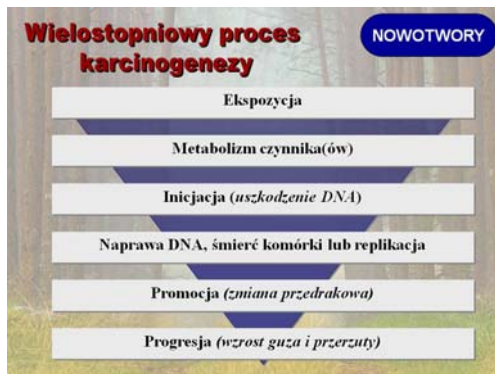 Wielostopniowy proces
karcinogenezy
NOWOTWORY
Ekspozycja
Metabolizm czynnika(ów)
Inicjacja (uszkodzenie DNA)
Naprawa DNA, śmierć komórki lub replikacja
Promocja (zmiana przedrakowa)
Progresja (wzrost guza i przerzuty)